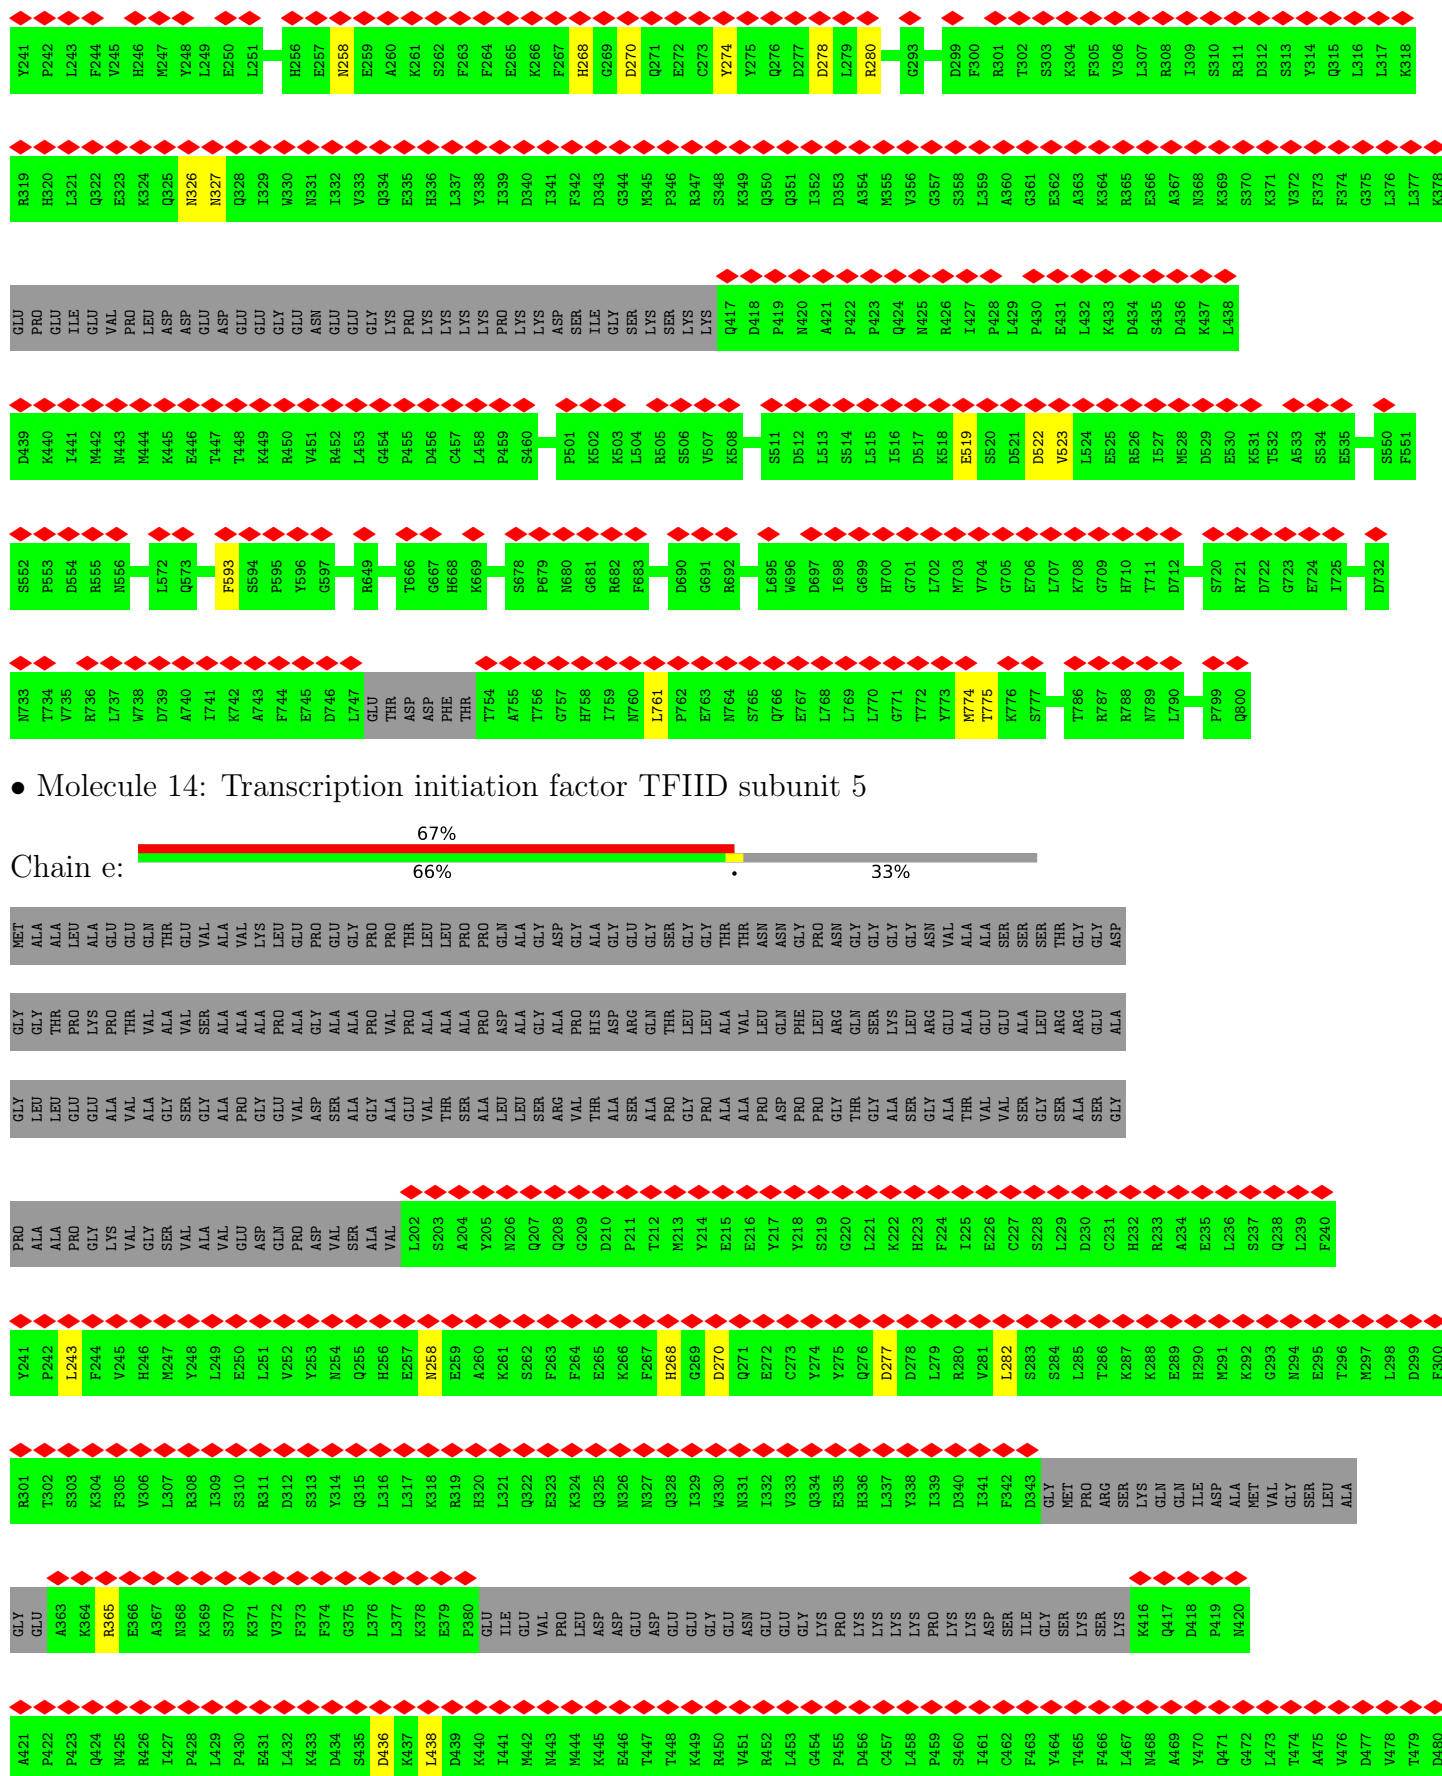 Y241 P242 L243 F244 V245 H246 M247 Y248 L249 E250 L251 H256 E257 N258 E259 A260 K261 S262 F263 F264 E265 K266 F267 H268 G269 D270 Q271 E272 C273 Y274 Y275 Q276 D277 D278 L279 R280 G293 D299 F300 R301 T302 S303 K304 F305 V306 L307 R308 I309 S310 R311 D312 S313 Y314 Q315 L316 L317 K318
R319 H320 L321 Q322 E323 K324 Q325 N326 N327 Q328 I329 W330 N331 I332 V333 Q334 E335 H336 L337 Y338 I339 D340 I341 F342 D343 G344 M345 P346 R347 S348 K349 Q350 Q351 I352 D353 A354 M355 V356 G357 S358 L359 A360 G361 E362 A363 K364 R365 E366 A367 N368 K369 S370 K371 V372 F373 F374 G375 L376 L377 K378
GLU PRO GLU ILE GLU VAL PRO LEU ASP ASP GLU ASP GLU GLU GLY GLU ASN GLU GLU GLY LYS PRO LYS LYS LYS LYS PRO LYS LYS ASP SER ILE GLY SER LYS SER LYS LYS Q417 D418 P419 N420 A421 P422 P423 Q424 N425 R426 I427 P428 L429 P430 E431 L432 K433 D434 S435 D436 K437 L438
D439 K440 I441 M442 N443 M444 K445 E446 T447 T448 K449 R450 V451 R452 L453 G454 P455 D456 C457 L458 P459 S460 P501 K502 K503 L504 R505 S506 V507 K508 S511 D512 L513 S514 L515 I516 D517 K518 E519 S520 D521 D522 V523 L524 E525 R526 I527 M528 D529 E530 K531 T532 A533 S534 E535 S550 F551
S552 P553 D554 R555 N556 L572 Q573 F593 S594 P595 Y596 G597 R649 T666 G667 H668 K669 S678 P679 N680 G681 R682 F683 D690 G691 R692 L695 W696 D697 I698 G699 H700 G701 L702 M703 V704 G705 E706 L707 K708 G709 H710 T711 D712 S720 R721 D722 G723 E724 I725 D732
N733 T734 V735 R736 L737 W738 D739 A740 I741 K742 A743 F744 E745 D746 L747 GLU THR ASP ASP PHE THR T754 A755 T756 G757 H758 I759 N760 L761 P762 E763 N764 S765 Q766 E767 L768 L769 L770 G771 T772 Y773 M774 T775 K776 S777 T786 R787 R788 N789 L790 P799 Q800
• Molecule 14: Transcription initiation factor TFIID subunit 5
67%
Chain e:
66% • 33%
MET ALA ALA LEU ALA GLU GLU GLN THR GLU VAL ALA VAL LYS LEU GLU PRO GLU GLY PRO PRO THR LEU LEU PRO PRO GLN ALA GLY ASP GLY ALA GLY GLU GLY SER GLY GLY THR THR ASN ASN GLY PRO ASN GLY GLY GLY GLY ASN VAL ALA ALA SER SER SER THR GLY GLY ASP
GLY GLY THR PRO LYS PRO THR VAL ALA VAL SER ALA ALA ALA PRO ALA GLY ALA ALA PRO VAL PRO ALA ALA ALA PRO ASP ALA GLY ALA PRO HIS ASP ARG GLN THR LEU LEU ALA VAL LEU GLN PHE LEU ARG GLN SER LYS LEU ARG GLU ALA GLU GLU ALA LEU ARG ARG GLU ALA
GLY LEU LEU GLU GLU ALA VAL ALA GLY SER GLY ALA PRO GLY GLU VAL ASP SER ALA GLY ALA GLU VAL THR SER ALA LEU LEU SER ARG VAL THR ALA SER ALA PRO GLY PRO ALA ALA PRO ASP PRO PRO GLY THR GLY ALA SER GLY ALA THR VAL VAL SER GLY SER ALA SER GLY
PRO ALA ALA PRO GLY LYS VAL GLY SER VAL ALA VAL GLU ASP GLN PRO ASP VAL SER ALA VAL L202 S203 A204 Y205 N206 Q207 Q208 G209 D210 P211 T212 M213 Y214 E215 E216 Y217 Y218 S219 G220 L221 K222 H223 F224 I225 E226 C227 S228 L229 D230 C231 H232 R233 A234 E235 L236 S237 Q238 L239 F240
Y241 P242 L243 F244 V245 H246 M247 Y248 L249 E250 L251 V252 Y253 N254 Q255 H256 E257 N258 E259 A260 K261 S262 F263 F264 E265 K266 F267 H268 G269 D270 Q271 E272 C273 Y274 Y275 Q276 D277 D278 L279 R280 V281 L282 S283 S284 L285 T286 K287 K288 E289 H290 M291 K292 G293 N294 E295 T296 M297 L298 D299 F300
R301 T302 S303 K304 F305 V306 L307 R308 I309 S310 R311 D312 S313 Y314 Q315 L316 L317 K318 R319 H320 L321 Q322 E323 K324 Q325 N326 N327 Q328 I329 W330 N331 I332 V333 Q334 E335 H336 L337 Y338 I339 D340 I341 F342 D343 GLY MET PRO ARG SER LYS GLN GLN ILE ASP ALA MET VAL GLY SER LEU ALA
GLY GLU A363 K364 R365 E366 A367 N368 K369 S370 K371 V372 F373 F374 G375 L376 L377 K378 E379 P380 GLU ILE GLU VAL PRO LEU ASP ASP GLU ASP GLU GLU GLY GLU ASN GLU GLU GLY LYS PRO LYS LYS LYS LYS PRO LYS LYS ASP SER ILE GLY SER LYS SER LYS K416 Q417 D418 P419 N420
A421 P422 P423 Q424 N425 R426 I427 P428 L429 P430 E431 L432 K433 D434 S435 D436 K437 L438 D439 K440 I441 M442 N443 M444 K445 E446 T447 T448 K449 R450 V451 R452 L453 G454 P455 D456 C457 L458 P459 S460 I461 C462 F463 Y464 T465 F466 L467 N468 A469 Y470 Q471 G472 L473 T474 A475 V476 D477 V478 T479 D480